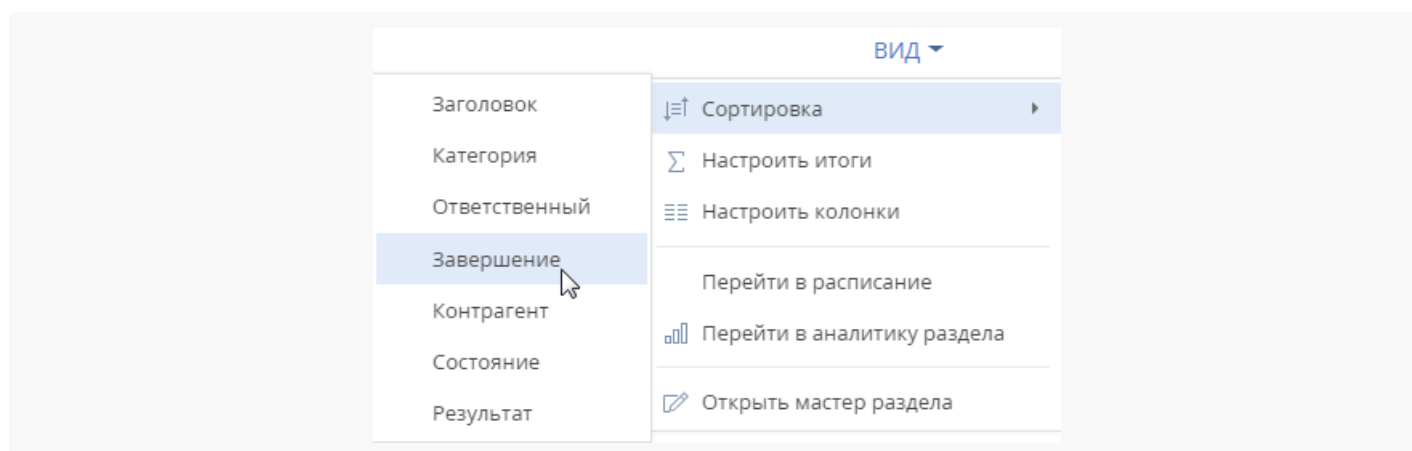 ВИД
Заголовок
Категория
Ответственный
Завершение
Контрагент
Состояние
Результат
Сортировка
Настроить итоги
Настроить колонки
Перейти в расписание
Перейти в аналитику раздела
Открыть мастер раздела